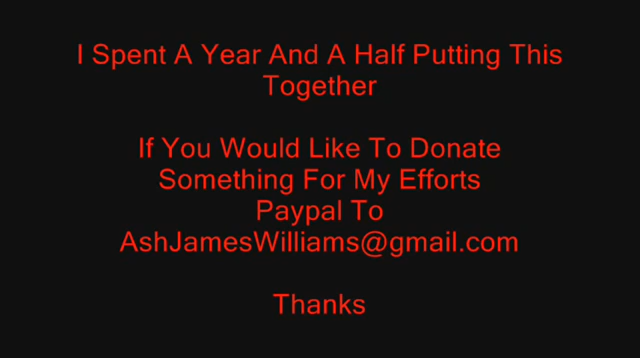 I Spent A Year And A Half Putting This
Together
If You Would Like To Donate
Something For My Efforts
Paypal To
AshJamesWilliams@gmail.com
Thanks